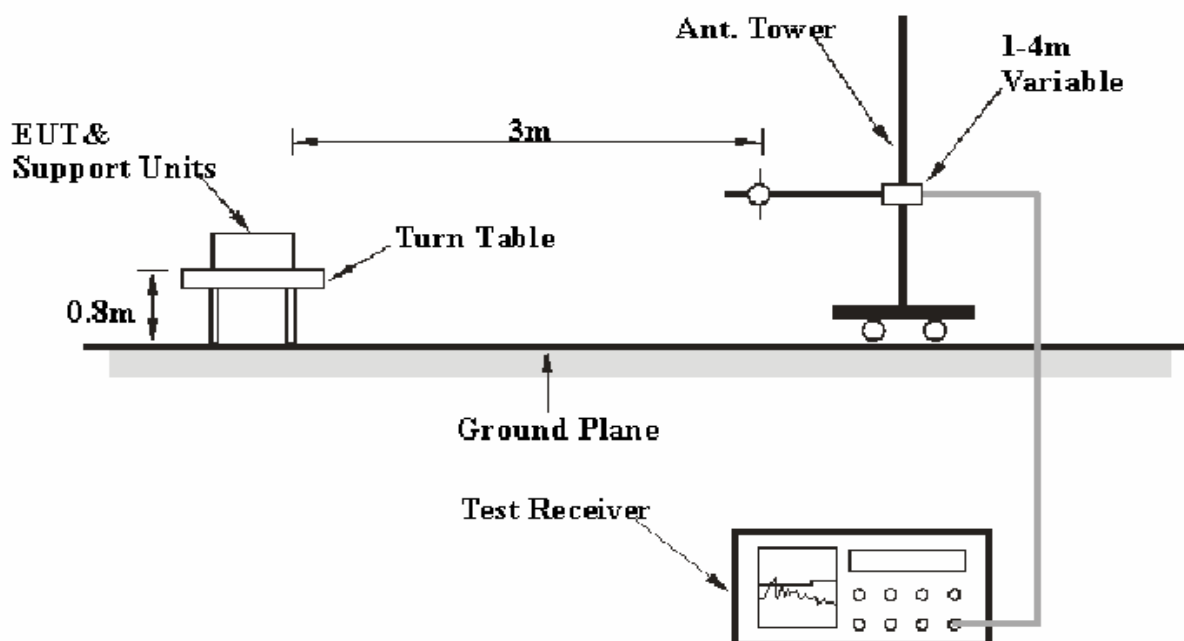 Ant. Tower
1-4m
Variable
3m
EUT&
Support Units
Turn Table
0.8m
Ground Plane
Test Receiver